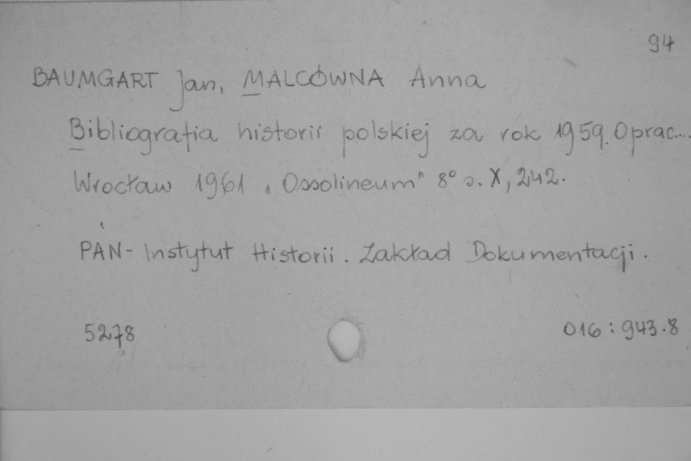 94
BAUMGART Jan, MALCÓWNA Anna
Bibliografia historii polskiej za rok 1959. Oprac...
Wrocław 1961 "Ossolineum" 8° s. X, 242.
PAN - Instytut Historii. Zakład Dokumentacji.
5278
016:943.8